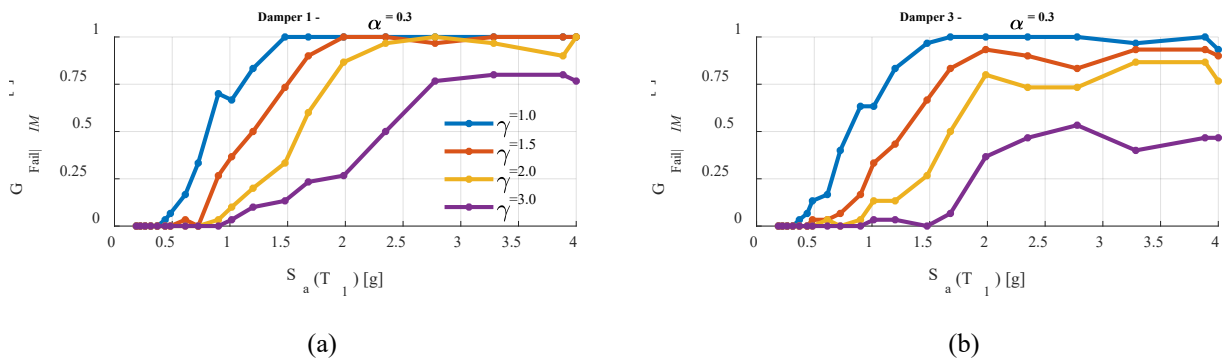 Damper 1 - α = 0.3
1
0.75
0.5
0.25
0
G Fail| IM
γ=1.0
γ=1.5
γ=2.0
γ=3.0
0 0.5 1 1.5 2 2.5 3 3.5 4
S a (T 1 ) [g]
(a)
Damper 3 - α = 0.3
1
0.75
0.5
0.25
0
G Fail| IM
0 0.5 1 1.5 2 2.5 3 3.5 4
S a (T 1 ) [g]
(b)